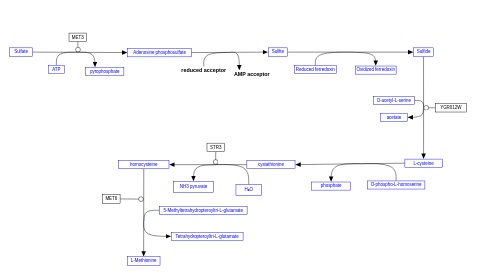 MET3
Sulfate
Adenosine phosphosulfate
Sulfite
Sulfide
ATP
pyrophosphate
reduced acceptor
AMP acceptor
Reduced ferredoxin
Oxidized ferredoxin
O-acetyl-L-serine
YGR012W
acetate
STR3
homocysteine
cystathionine
L-cysteine
NH3 pyruvate
H₂O
phosphate
O-phospho-L-homoserine
MET6
5-Methyltetrahydropteroyltri-L-glutamate
Tetrahydropteroyltri-L-glutamate
L-Methionine